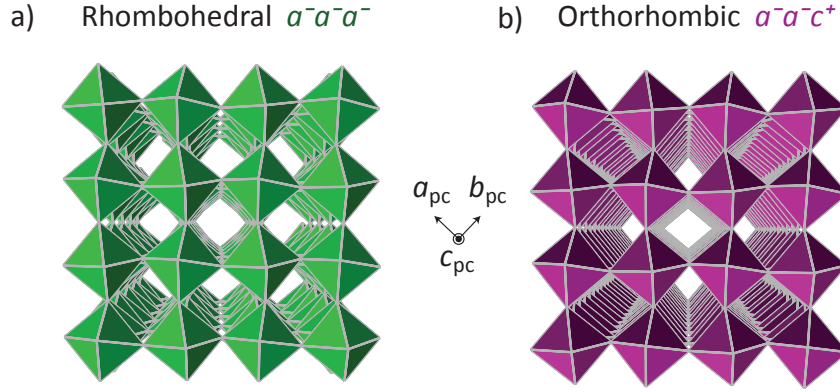 a) Rhombohedral a⁻a⁻a⁻
b) Orthorhombic a⁻a⁻c⁺
a_pc b_pc
c_pc